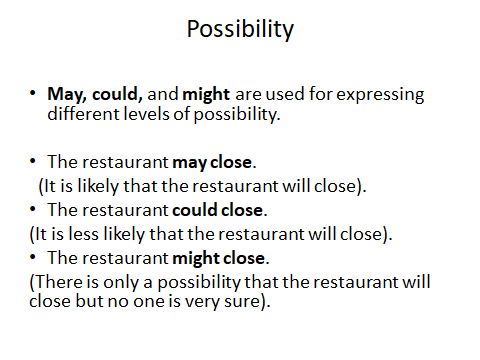 Possibility
• May, could, and might are used for expressing
different levels of possibility.
• The restaurant may close.
(It is likely that the restaurant will close).
• The restaurant could close.
(It is less likely that the restaurant will close).
• The restaurant might close.
(There is only a possibility that the restaurant will
close but no one is very sure).